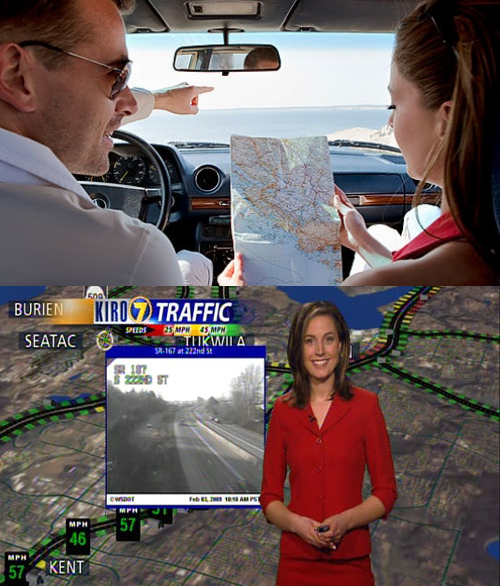 BURIEN
509
KIRO 7 TRAFFIC
SPEEDS 25 MPH 45 MPH
SEATAC
TUKWILA
SR-167 at 222nd St
SR 167
S 222ND ST
©WSDOT Feb 03, 2009 10:18 AM PST
MPH
57
MPH
46
MPH
57
KENT